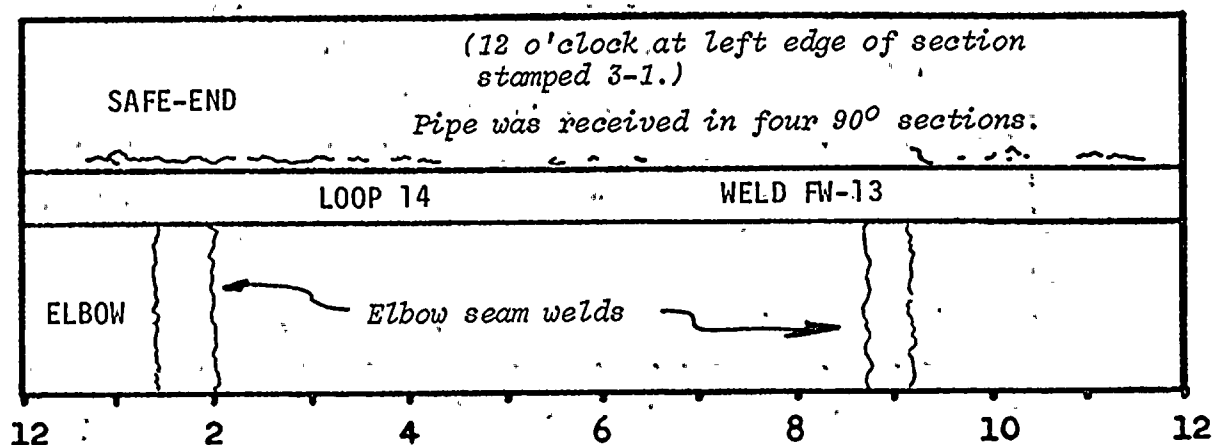 (12 o'clock at left edge of section
stamped 3-1.)
SAFE-END
Pipe was received in four 90° sections.
LOOP 14 WELD FW-13
ELBOW Elbow seam welds
12 2 4 6 8 10 12